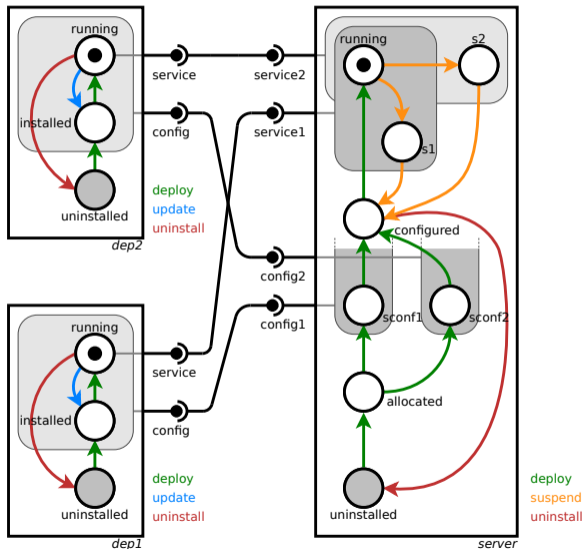 running
installed
uninstalled
deploy
update
uninstall
dep2
service
config
running
installed
uninstalled
deploy
update
uninstall
dep1
service
config
service2
service1
config2
config1
running
s2
s1
configured
sconf1
sconf2
allocated
uninstalled
server
deploy
suspend
uninstall